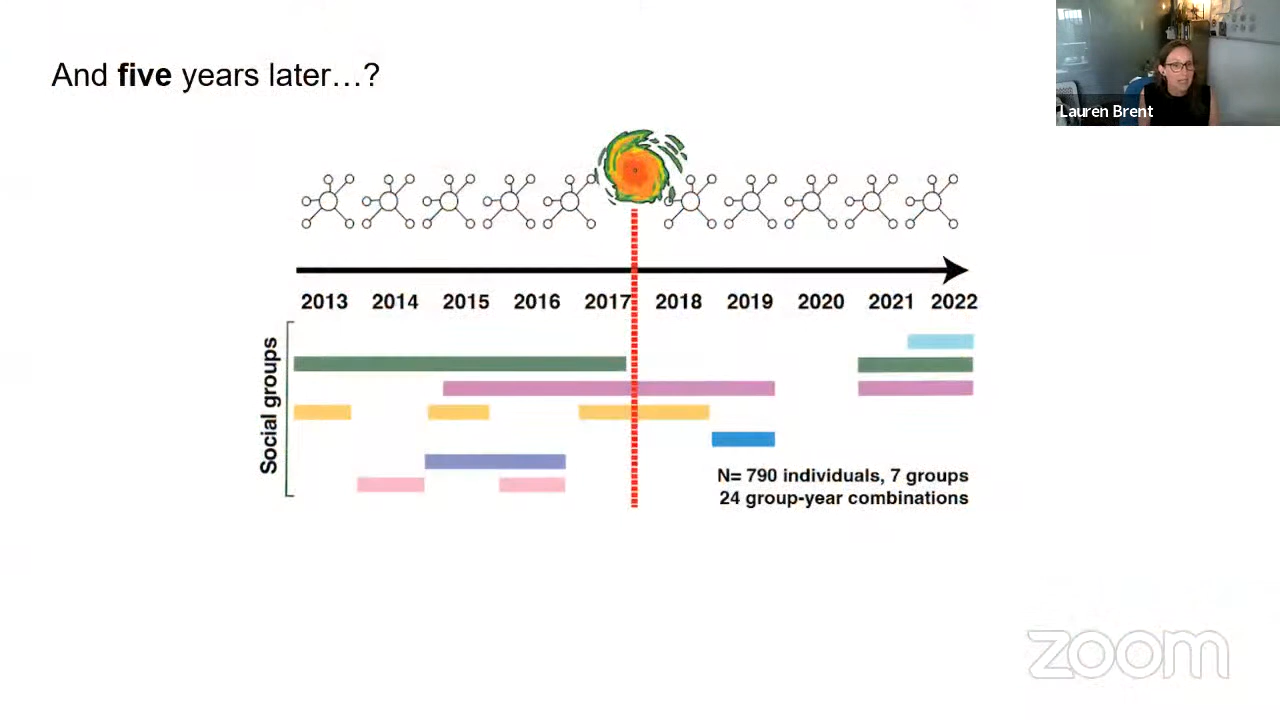 And five years later…?
Lauren Brent
2013 2014 2015 2016 2017 2018 2019 2020 2021 2022
Social groups
N= 790 individuals, 7 groups
24 group-year combinations
zoom